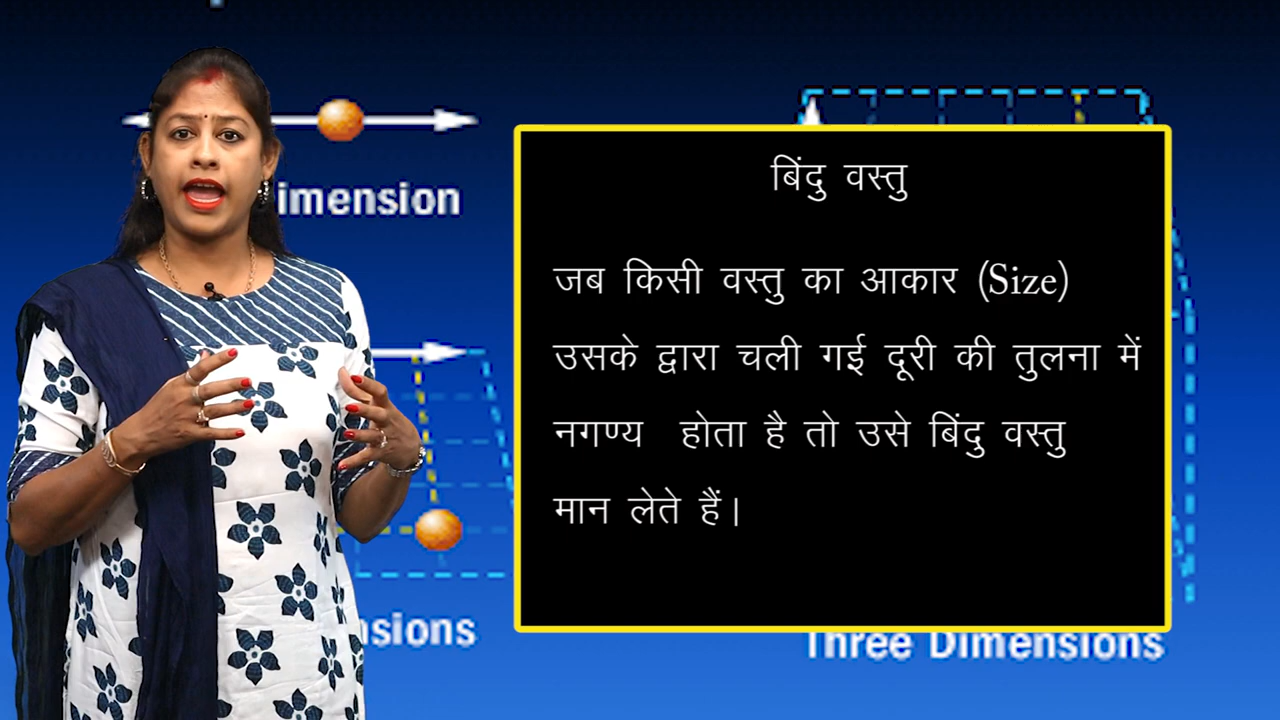 imension
बिंदु वस्तु
जब किसी वस्तु का आकार (Size)
उसके द्वारा चली गई दूरी की तुलना में
नगण्य होता है तो उसे बिंदु वस्तु
मान लेते हैं।
nsions
Three Dimensions